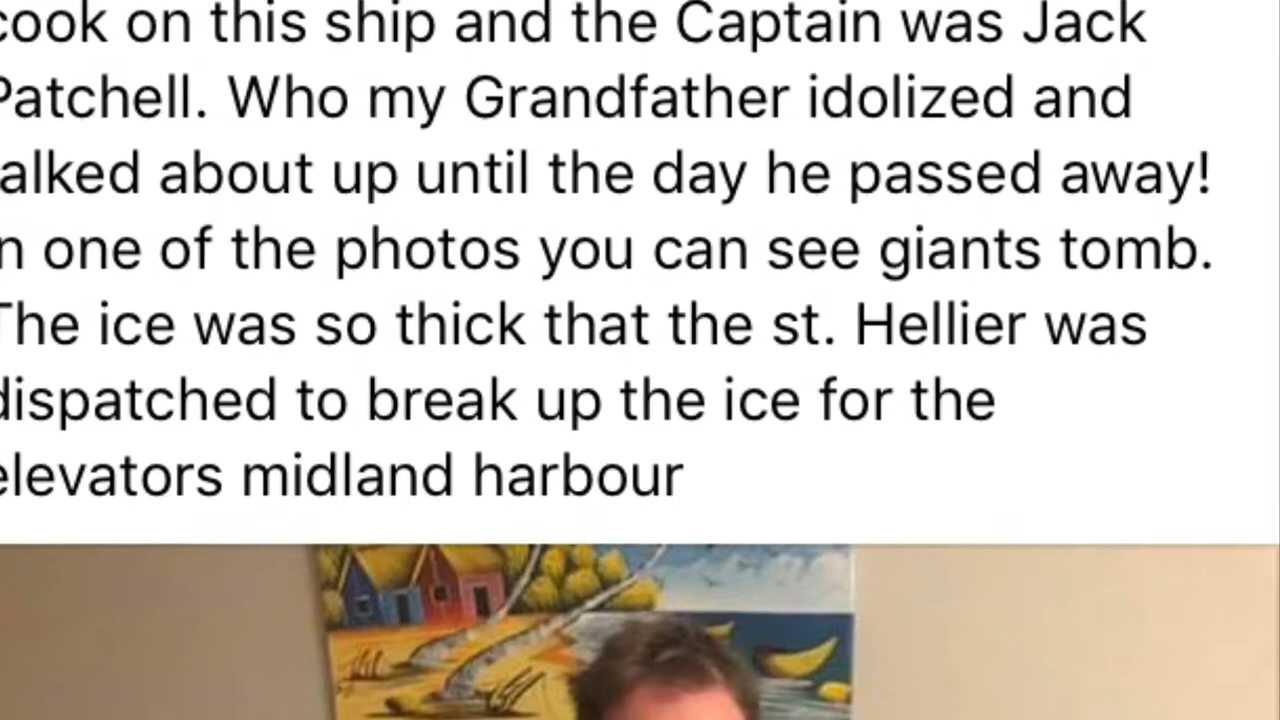 cook on this ship and the Captain was Jack
Patchell. Who my Grandfather idolized and
talked about up until the day he passed away!
In one of the photos you can see giants tomb.
The ice was so thick that the st. Hellier was
dispatched to break up the ice for the
elevators midland harbour